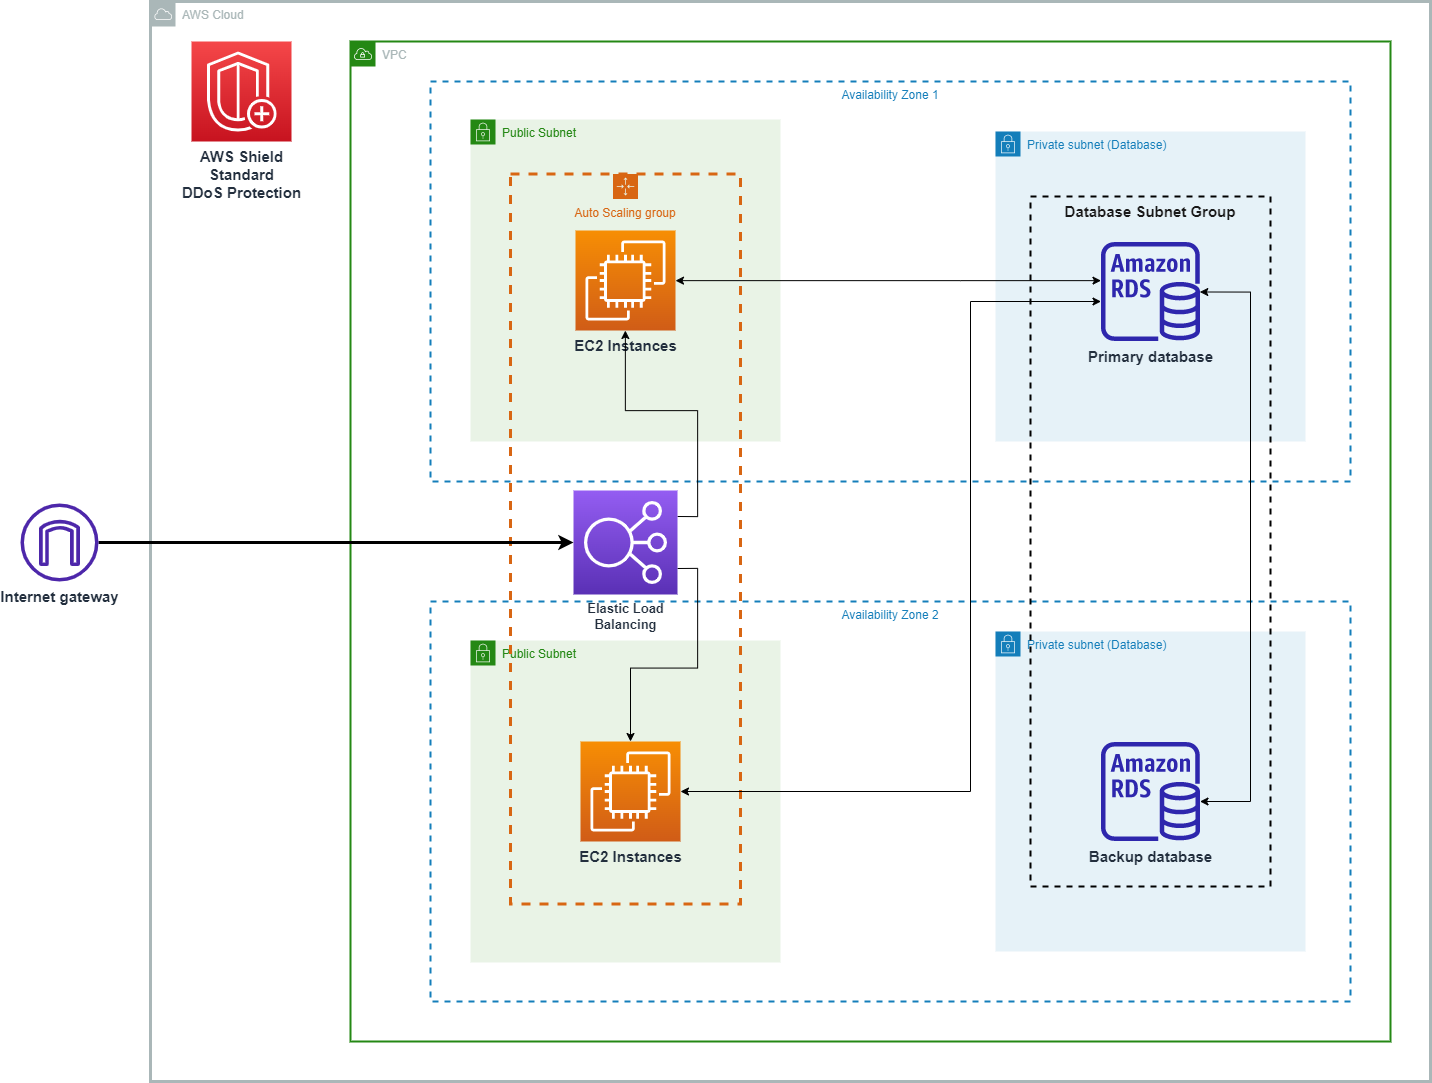 AWS Cloud
AWS Shield
Standard
DDoS Protection
VPC
Availability Zone 1
Public Subnet
Auto Scaling group
EC2 Instances
Private subnet (Database)
Database Subnet Group
Amazon
RDS
Primary database
Internet gateway
Elastic Load
Balancing
Availability Zone 2
Public Subnet
EC2 Instances
Private subnet (Database)
Amazon
RDS
Backup database